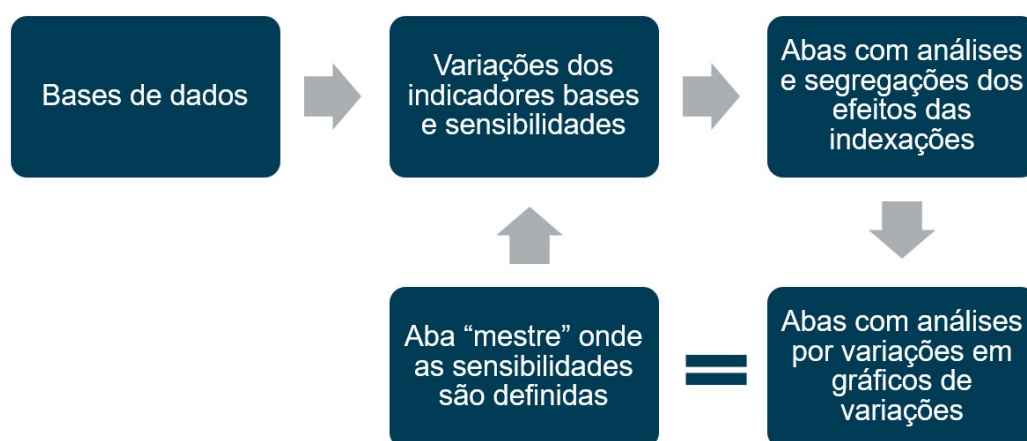 Bases de dados
Variações dos
indicadores bases
e sensibilidades
Abas com análises
e segregações dos
efeitos das
indexações
Aba “mestre” onde
as sensibilidades
são definidas
Abas com análises
por variações em
gráficos de
variações